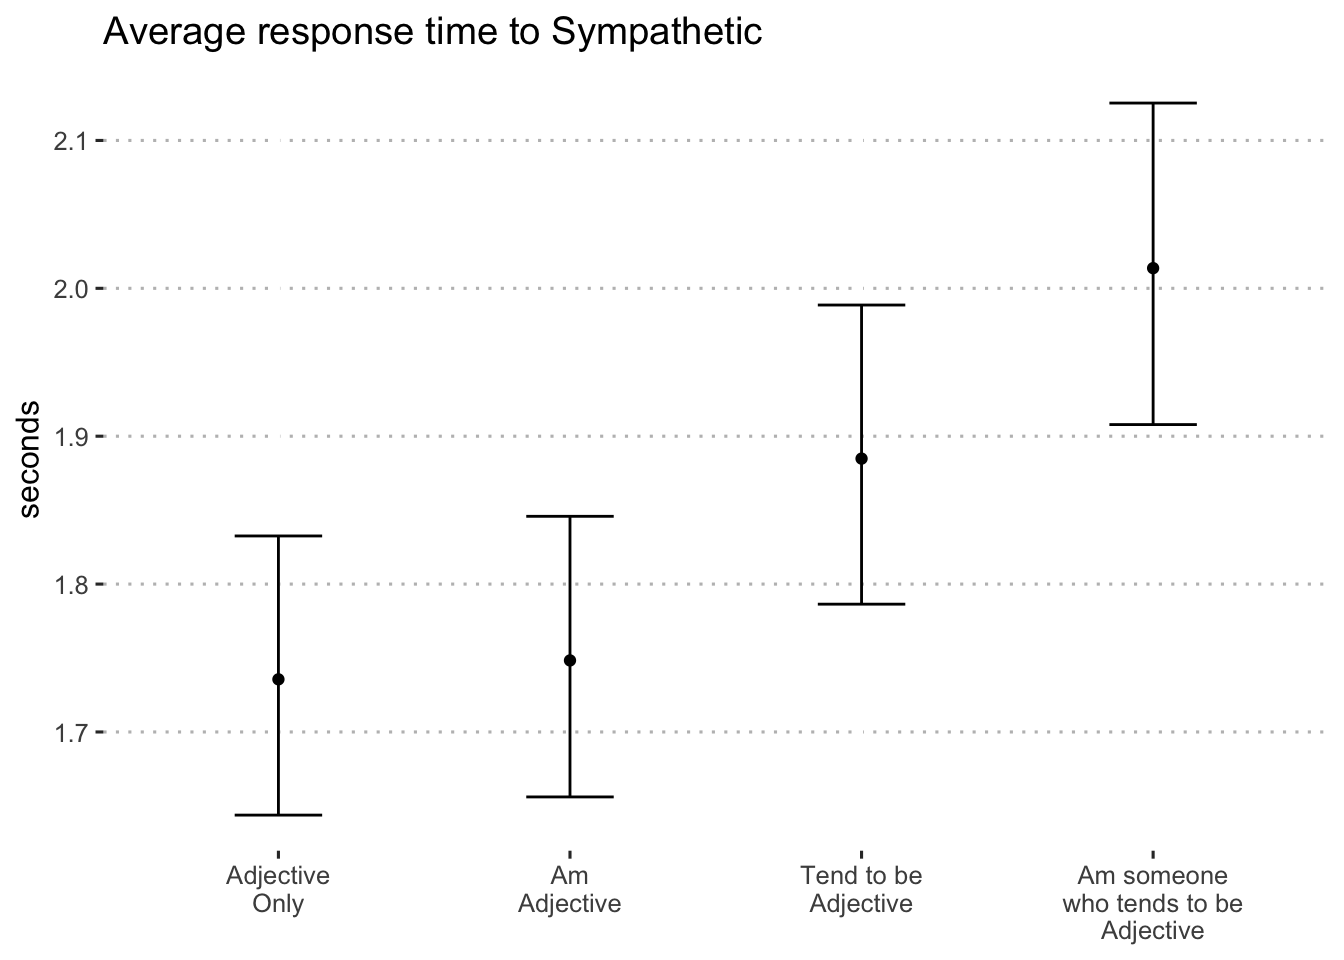 Average response time to Sympathetic
2.1
2.0
1.9
1.8
1.7
seconds
Adjective
Only
Am
Adjective
Tend to be
Adjective
Am someone
who tends to be
Adjective